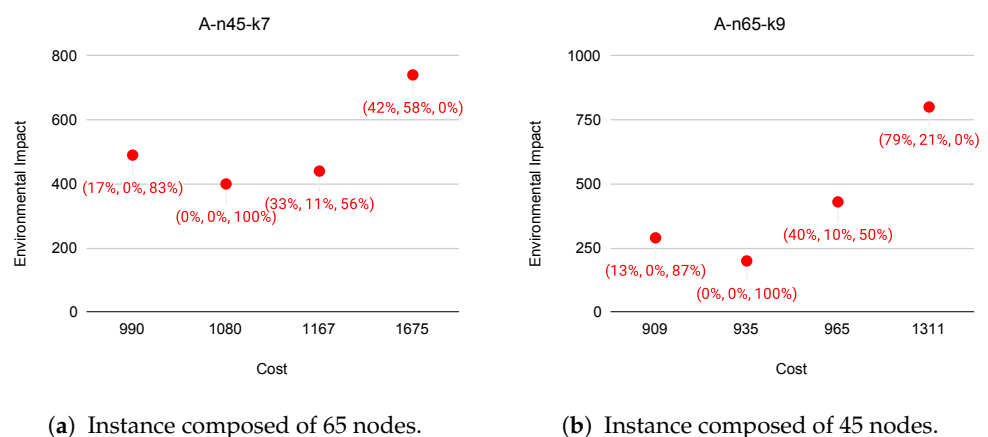 A-n45-k7
Environmental Impact
800
600
400
200
0
(17%, 0%, 83%)
(0%, 0%, 100%)
(33%, 11%, 56%)
(42%, 58%, 0%)
990 1080 1167 1675
Cost
(a) Instance composed of 65 nodes.
A-n65-k9
Environmental Impact
1000
750
500
250
0
(13%, 0%, 87%)
(0%, 0%, 100%)
(40%, 10%, 50%)
(79%, 21%, 0%)
909 935 965 1311
Cost
(b) Instance composed of 45 nodes.